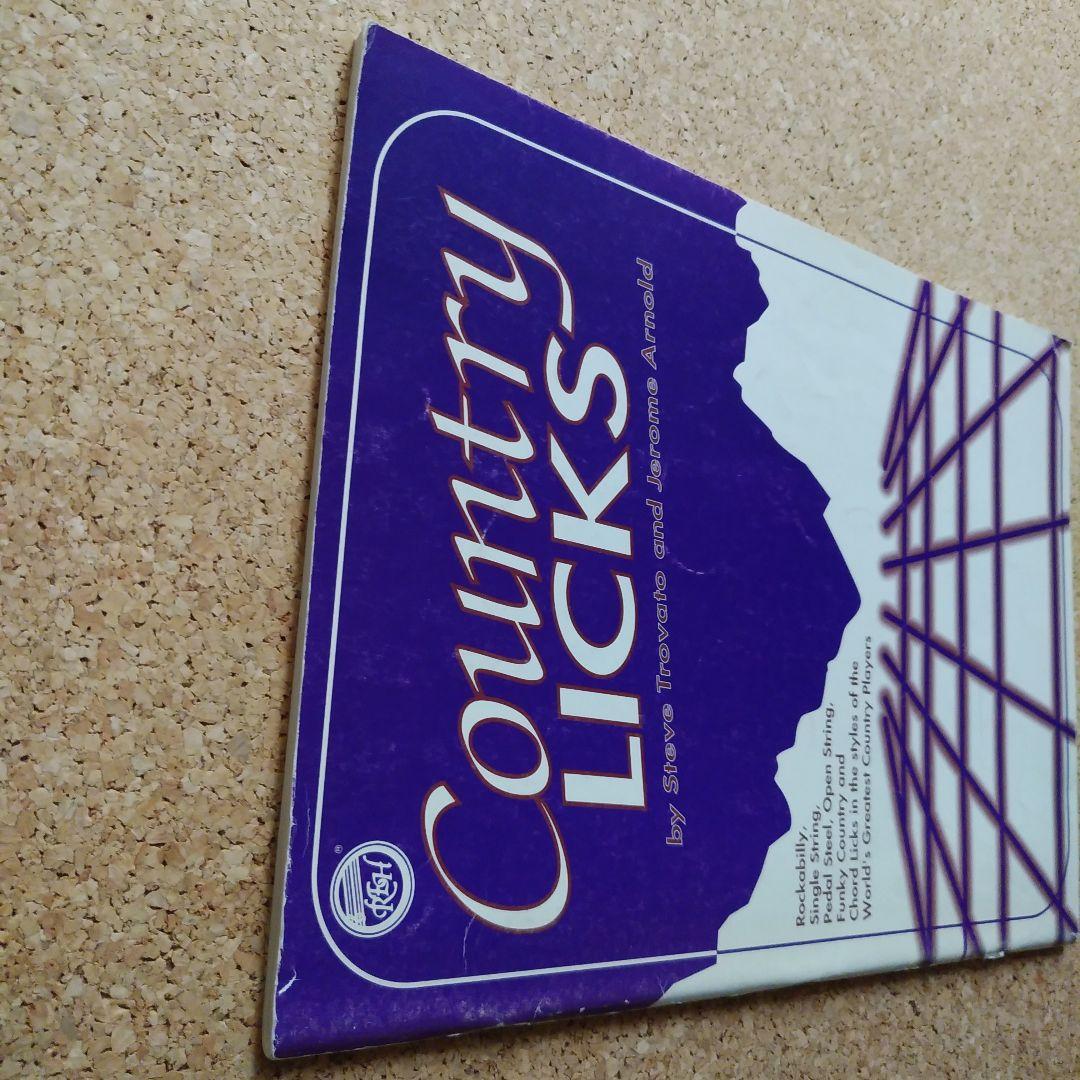 REH
®
Country
LICKS
by Steve Trovato and Jerome Arnold
Rockabilly,
Single String,
Pedal Steel, Open String,
Funky Country and
Chord Licks in the styles of the
World's Greatest Country Players